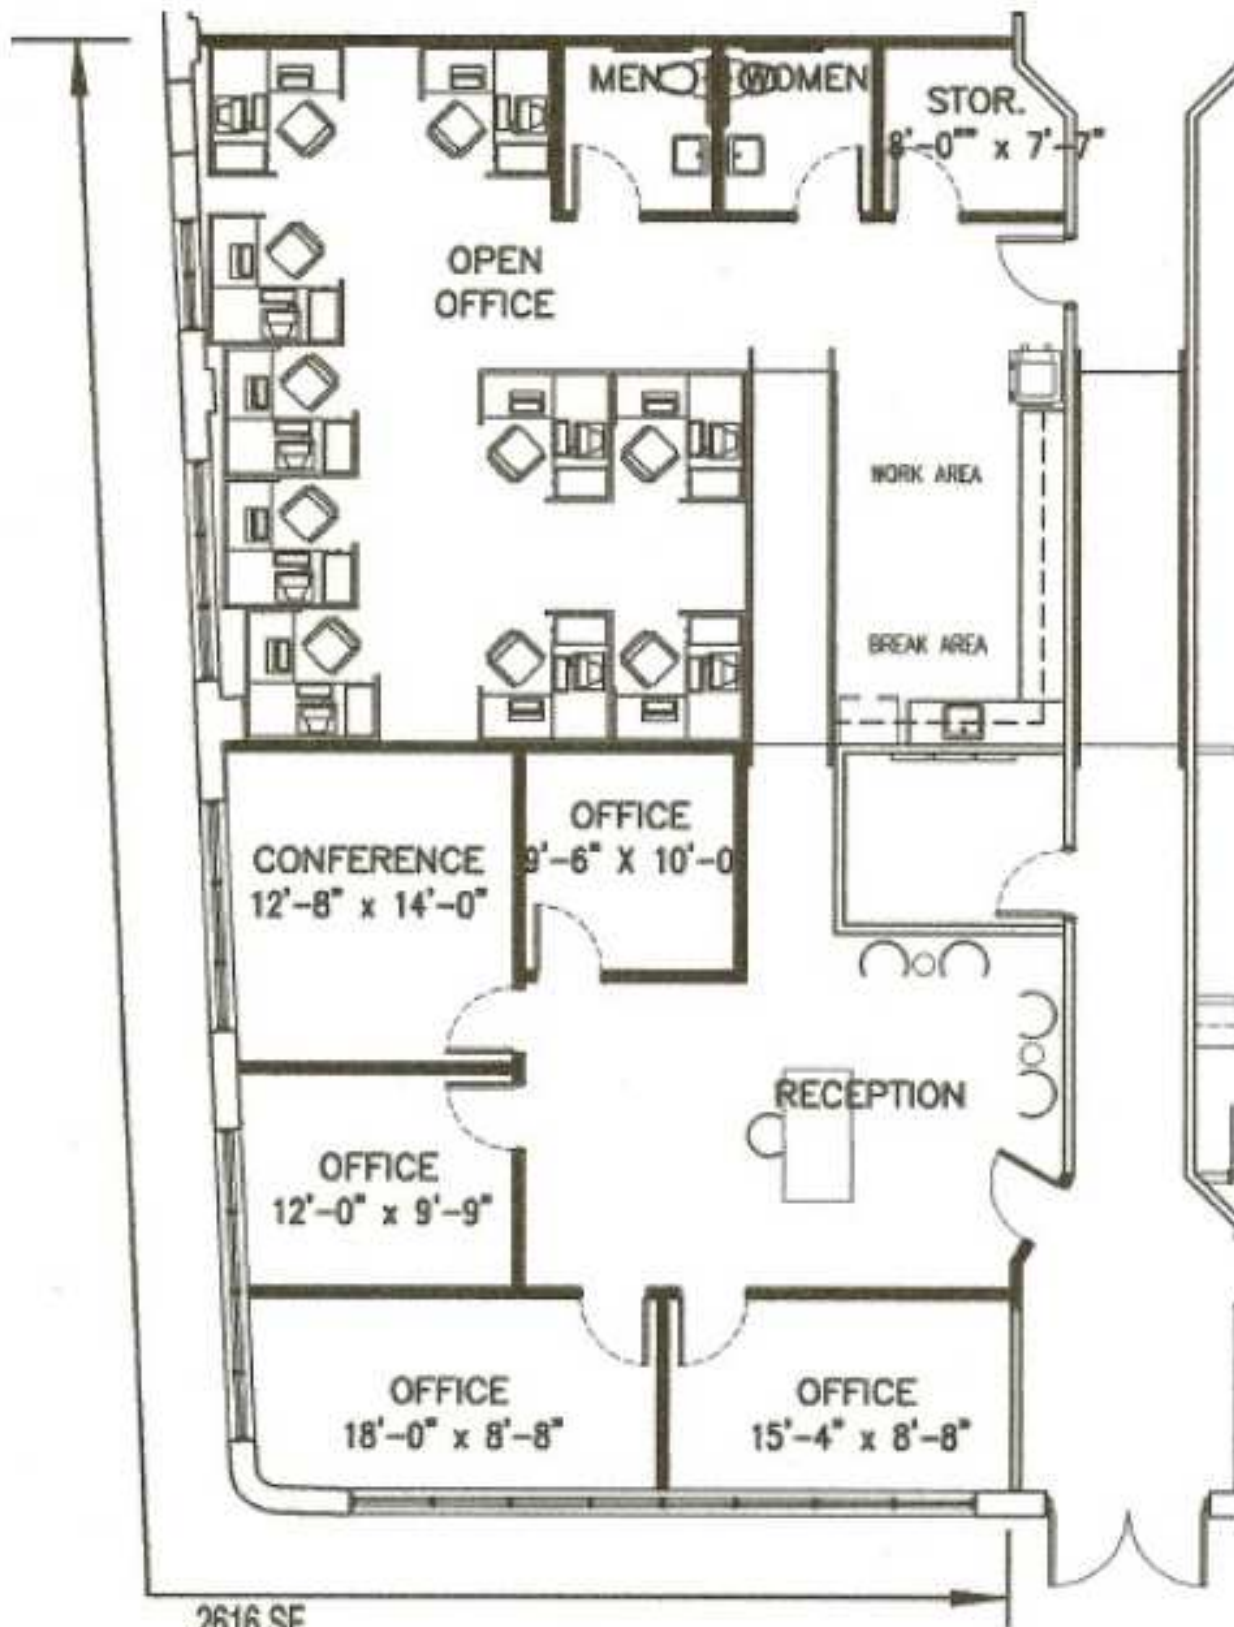 MEN
WOMEN
STOR.
8'-0"" x 7'-7"
OPEN
OFFICE
WORK AREA
BREAK AREA
OFFICE
9'-6" X 10'-0
CONFERENCE
12'-8" x 14'-0"
RECEPTION
OFFICE
12'-0" x 9'-9"
OFFICE
18'-0" x 8'-8"
OFFICE
15'-4" x 8'-8"
2616 SF